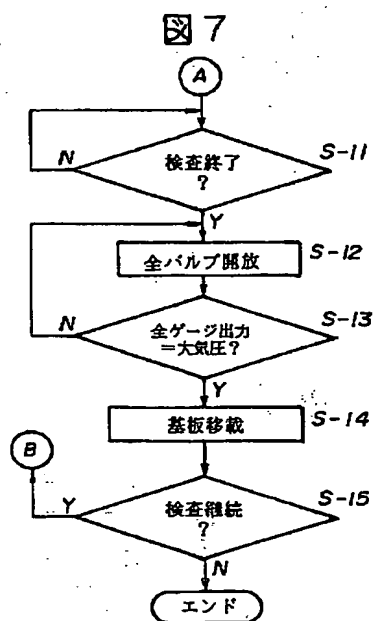 図7
A
検査終了
?
N
S-11
Y
全バルブ開放
S-12
全ゲージ出力
=大気圧?
N
S-13
Y
基板移載
S-14
B
検査継続
?
Y
S-15
N
エンド